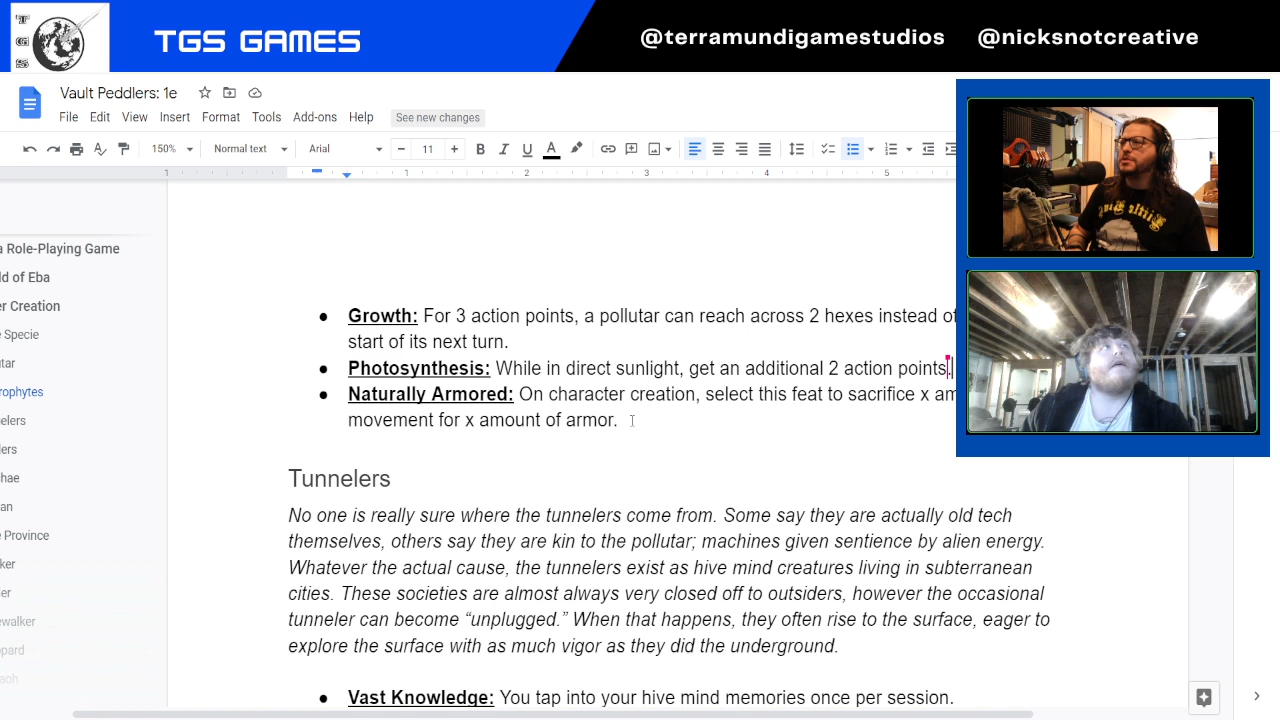 T
G
S
TGS GAMES
@terramundigamestudios @nicksnotcreative
Vault Peddlers: 1e
File Edit View Insert Format Tools Add-ons Help See new changes
150% Normal text Arial 11
1 1 2 3 4 5
a Role-Playing Game
ld of Eba
er Creation
e Specie
utar
rophytes
elers
lers
hae
an
e Province
ker
er
ewalker
opard
aoh
● Growth: For 3 action points, a pollutar can reach across 2 hexes instead of
start of its next turn.
● Photosynthesis: While in direct sunlight, get an additional 2 action points.
● Naturally Armored: On character creation, select this feat to sacrifice x am
movement for x amount of armor.
Tunnelers
No one is really sure where the tunnelers come from. Some say they are actually old tech
themselves, others say they are kin to the pollutar; machines given sentience by alien energy.
Whatever the actual cause, the tunnelers exist as hive mind creatures living in subterranean
cities. These societies are almost always very closed off to outsiders, however the occasional
tunneler can become “unplugged.” When that happens, they often rise to the surface, eager to
explore the surface with as much vigor as they did the underground.
● Vast Knowledge: You tap into your hive mind memories once per session.